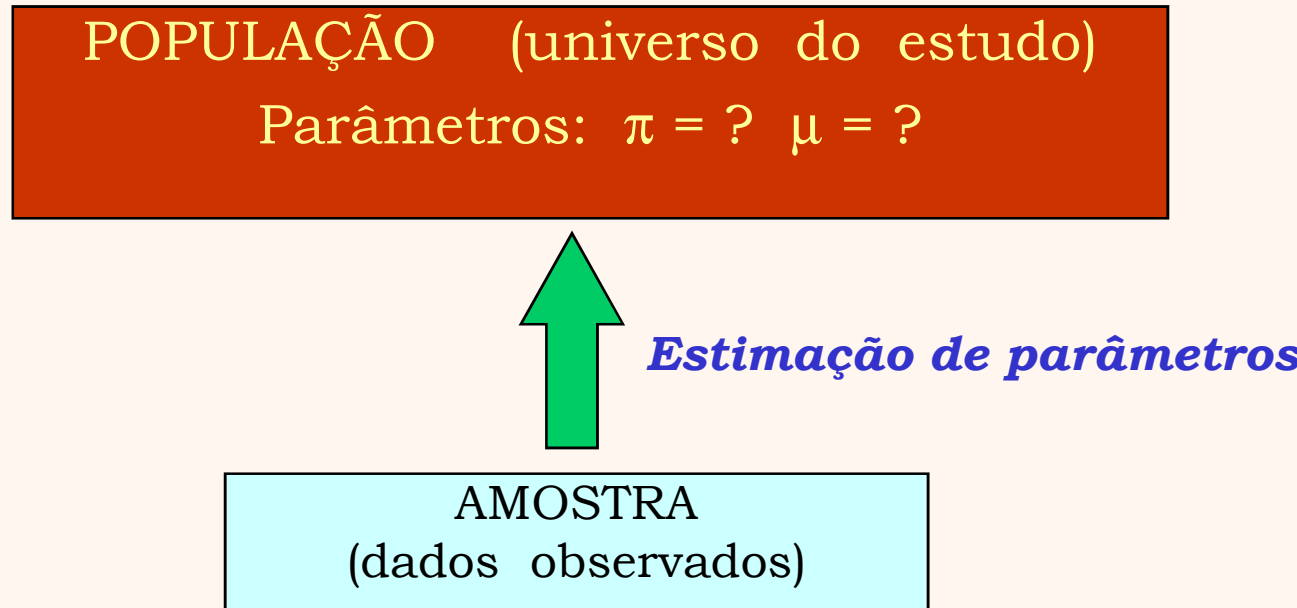 POPULAÇÃO (universo do estudo)
Parâmetros: π = ? μ = ?
Estimação de parâmetros
AMOSTRA
(dados observados)